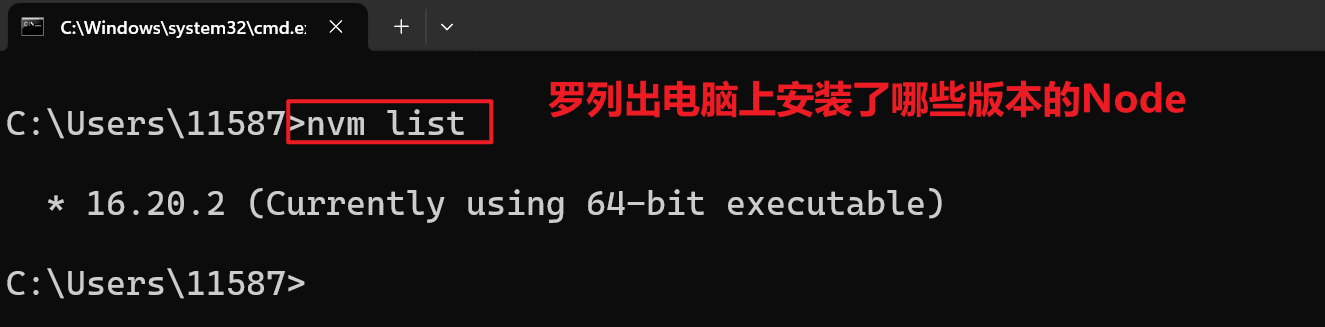 C:\Windows\system32\cmd.ex
罗列出电脑上安装了哪些版本的Node
C:\Users\11587>nvm list
* 16.20.2 (Currently using 64-bit executable)
C:\Users\11587>